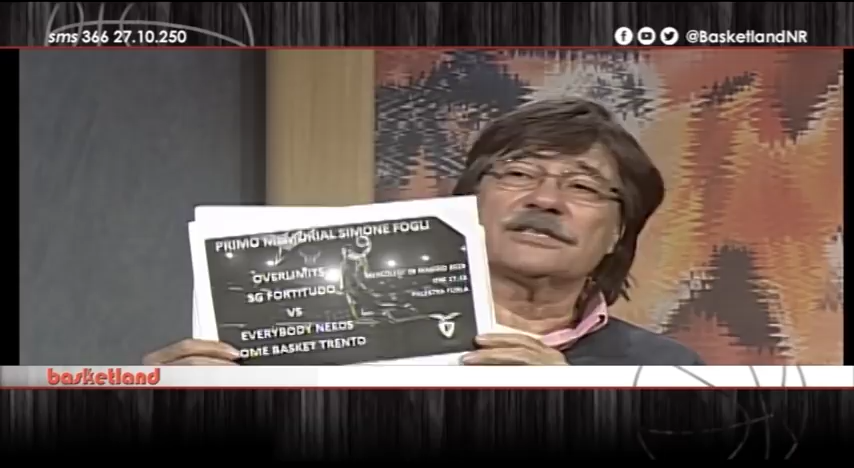 sms 366 27.10.250
@BasketlandNR
PRIMO MEMORIAL SIMONE FOGLI
OVERLIMITS
SG FORTITUDO
VS
EVERYBODY NEEDS
OME BASKET TRENTO
PALESTRA FURLA
basketland